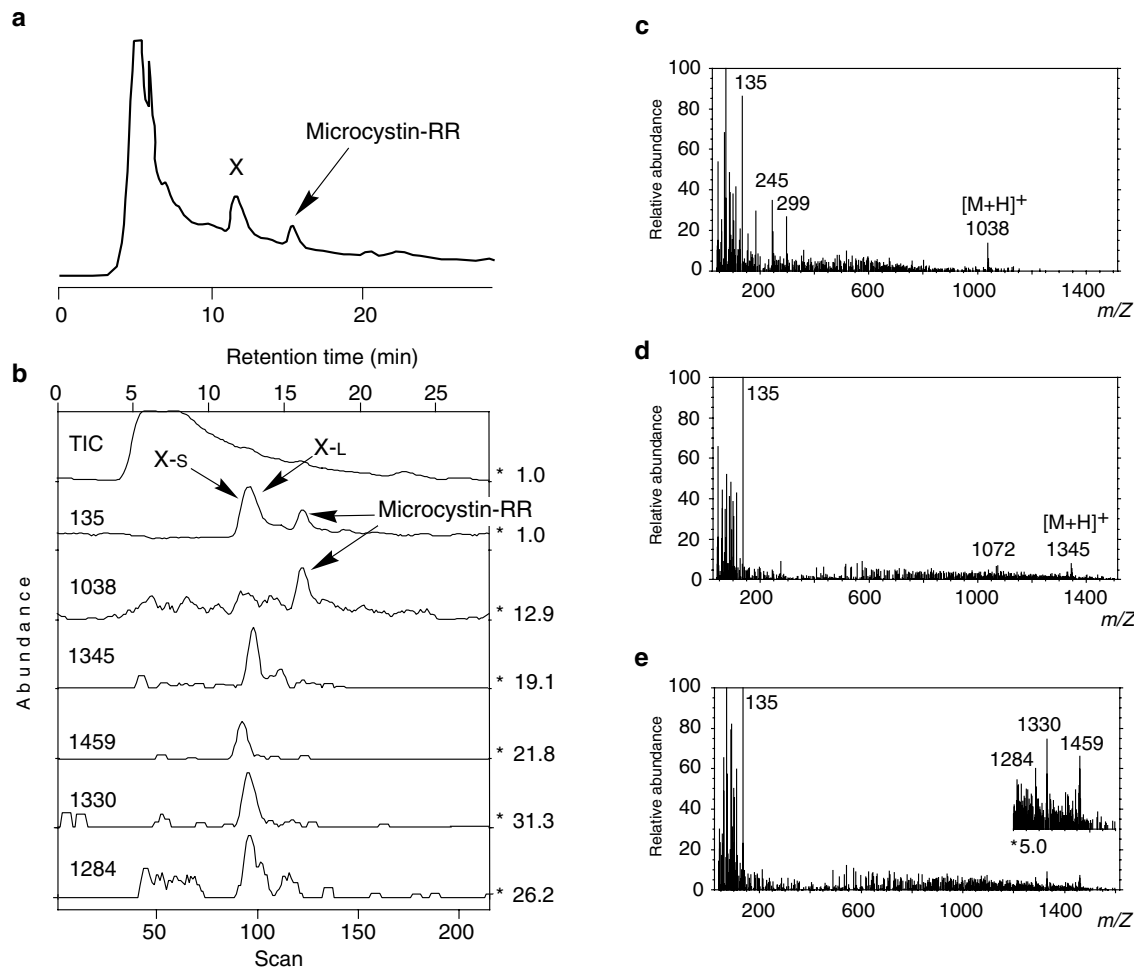 a
Microcystin-RR
X
0 10 20
Retention time (min)
b
0 5 10 15 20 25
TIC
* 1.0
X-S
X-L
135
* 1.0
Microcystin-RR
1038
* 12.9
1345
* 19.1
1459
* 21.8
1330
* 31.3
1284
* 26.2
Abundance
50 100 150 200
Scan
c
Relative abundance
100
80
60
40
20
0
135
245
299
[M+H]+
1038
200 600 1000 1400
m/Z
d
Relative abundance
100
80
60
40
20
0
135
1072
[M+H]+
1345
200 600 1000 1400
m/Z
e
Relative abundance
100
80
60
40
20
0
135
1330
1284
1459
*5.0
200 600 1000 1400
m/Z